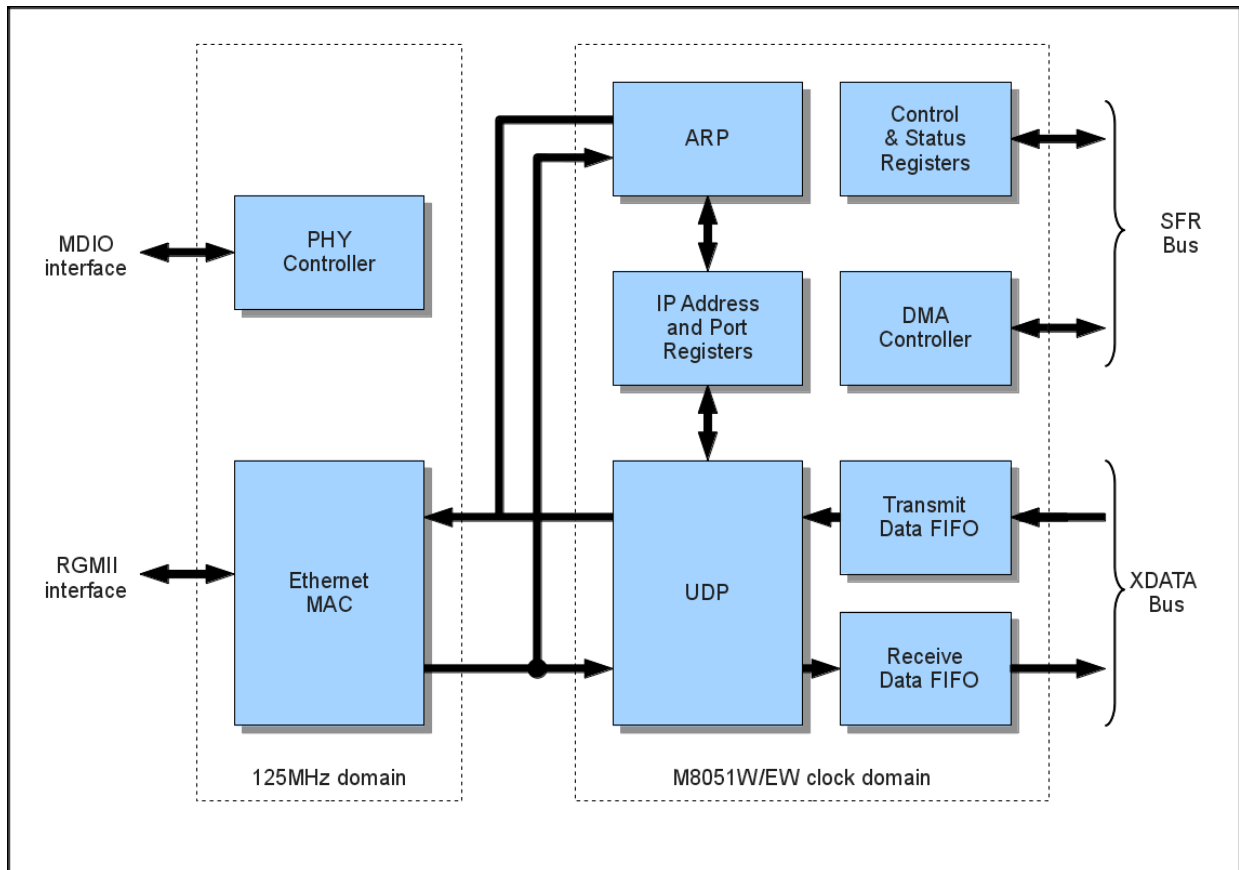 ARP
Control
& Status
Registers
MDIO
interface
PHY
Controller
SFR
Bus
IP Address
and Port
Registers
DMA
Controller
RGMII
interface
Ethernet
MAC
UDP
Transmit
Data FIFO
XDATA
Bus
Receive
Data FIFO
125MHz domain
M8051W/EW clock domain